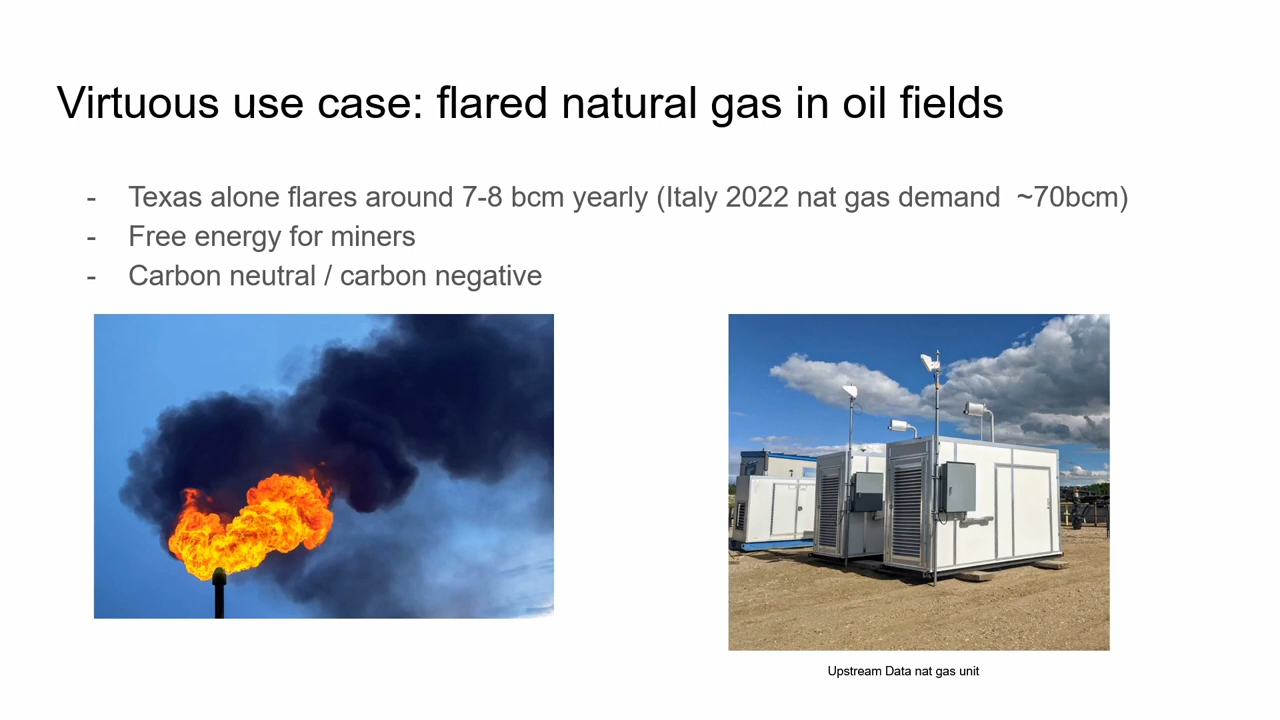 Virtuous use case: flared natural gas in oil fields
- Texas alone flares around 7-8 bcm yearly (Italy 2022 nat gas demand  ~70bcm)
- Free energy for miners
- Carbon neutral / carbon negative
Upstream Data nat gas unit